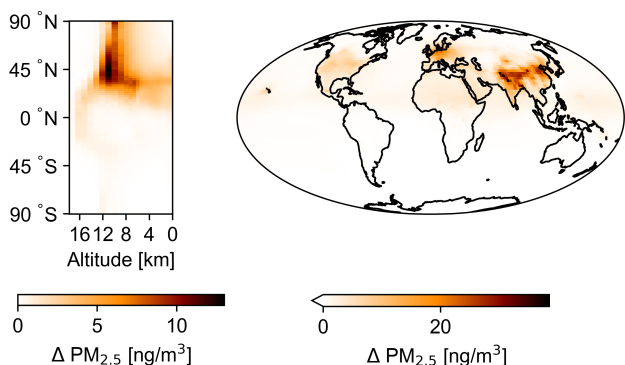 90 °N
45 °N
0 °N
45 °S
90 °S
16 12 8 4 0
Altitude [km]
0 5 10
Δ PM2.5 [ng/m³]
0 20
Δ PM2.5 [ng/m³]